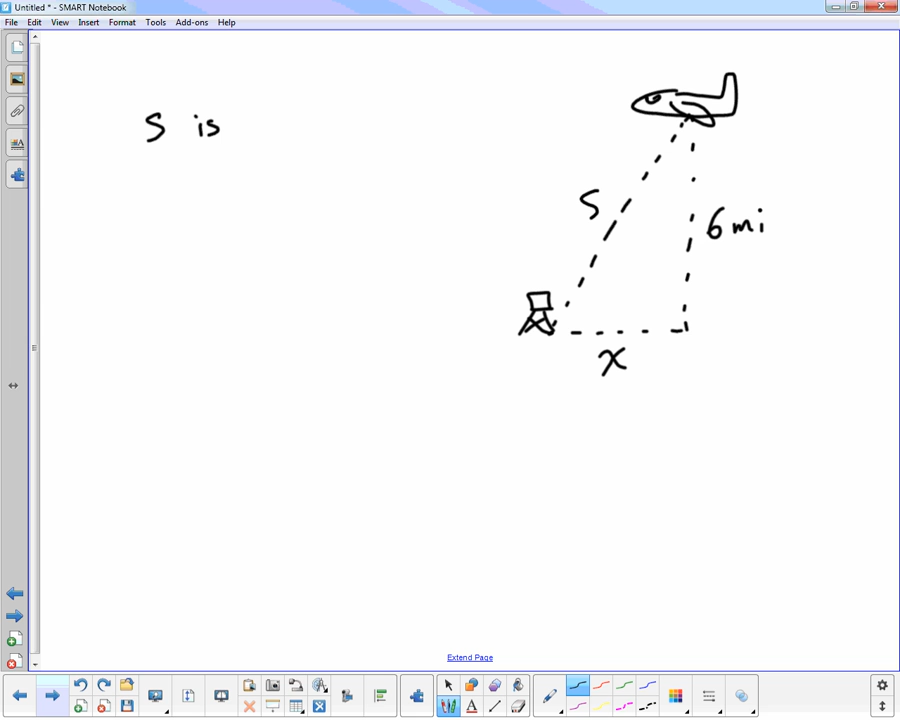 Untitled * - SMART Notebook
File Edit View Insert Format Tools Add-ons Help
S is
S
6 mi
x
Extend Page